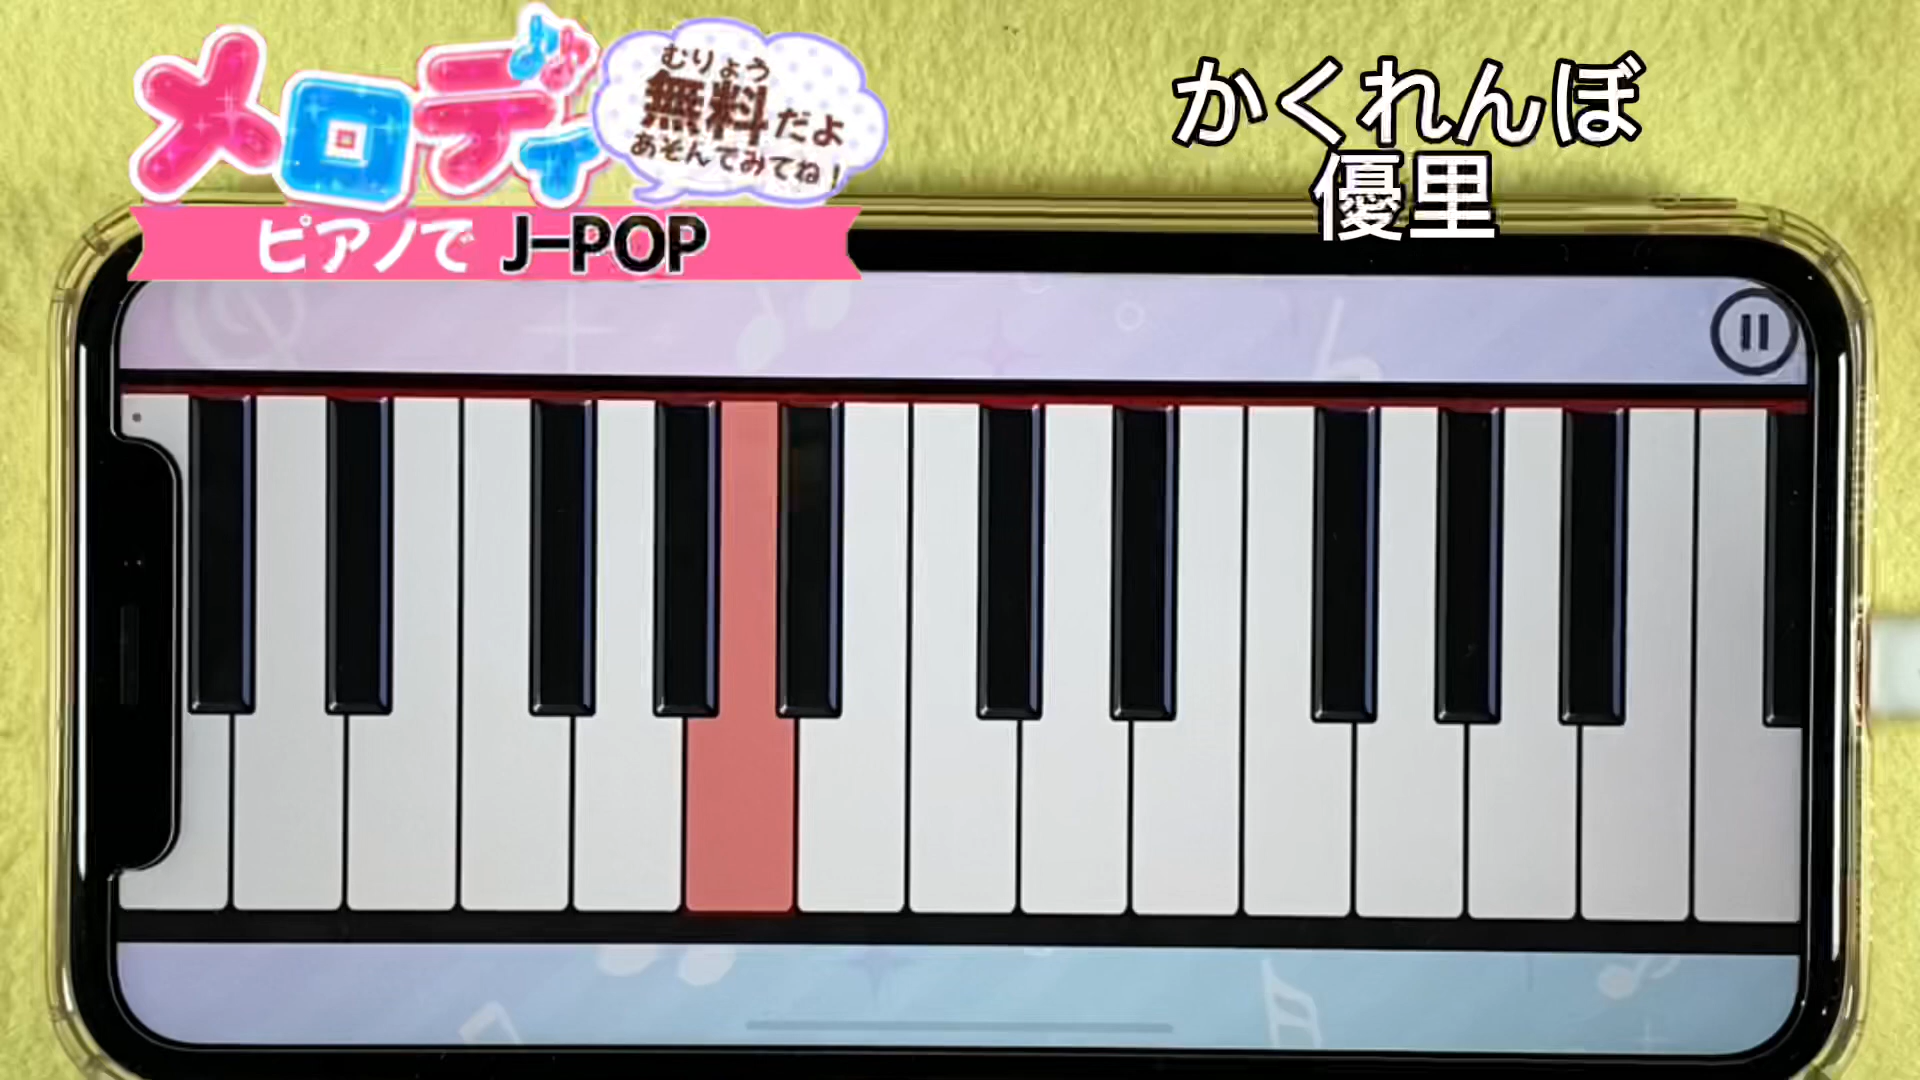 メロディ
むりょう
無料だよ
あそんでみてね!
ピアノで J-POP
かくれんぼ
優里